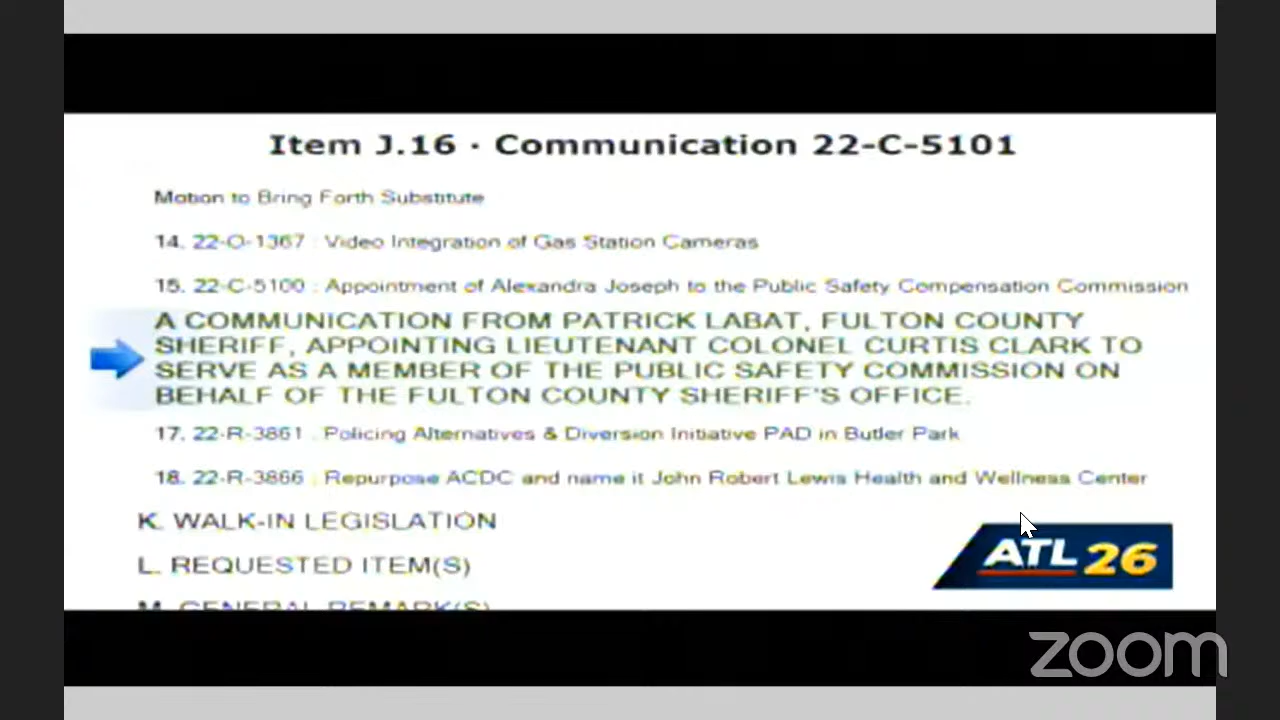 Item J.16 · Communication 22-C-5101
Motion to Bring Forth Substitute
14. 22-O-1367 : Video Integration of Gas Station Cameras
15. 22-C-5100 : Appointment of Alexandra Joseph to the Public Safety Compensation Commission
A COMMUNICATION FROM PATRICK LABAT, FULTON COUNTY
SHERIFF, APPOINTING LIEUTENANT COLONEL CURTIS CLARK TO
SERVE AS A MEMBER OF THE PUBLIC SAFETY COMMISSION ON
BEHALF OF THE FULTON COUNTY SHERIFF'S OFFICE.
17. 22-R-3861 : Policing Alternatives & Diversion Initiative PAD in Butler Park
18. 22-R-3866 : Repurpose ACDC and name it John Robert Lewis Health and Wellness Center
K. WALK-IN LEGISLATION
L. REQUESTED ITEM(S)
M. GENERAL REMARK(S)
ATL 26
zoom